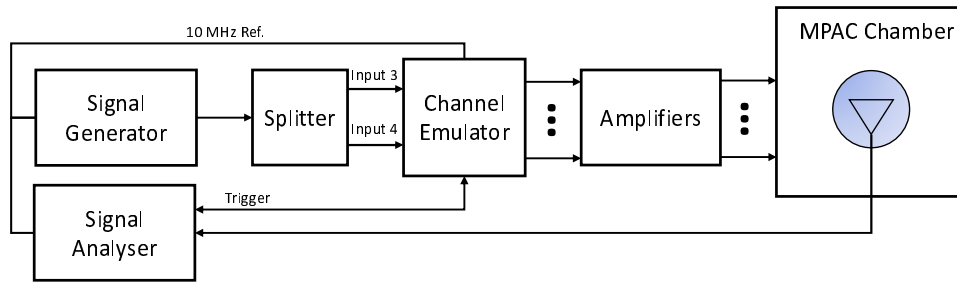 10 MHz Ref.
MPAC Chamber
Signal
Generator
Splitter
Input 3
Input 4
Channel
Emulator
Amplifiers
Trigger
Signal
Analyser